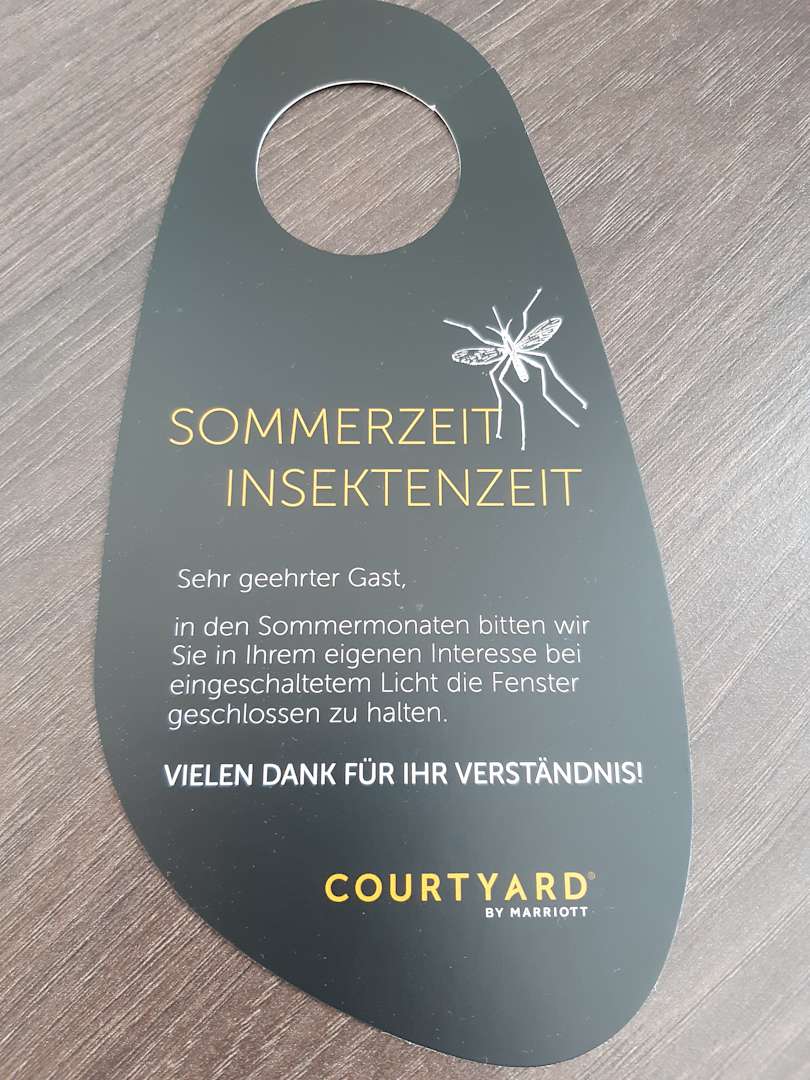 SOMMERZEIT
INSEKTENZEIT
Sehr geehrter Gast,
in den Sommermonaten bitten wir
Sie in Ihrem eigenen Interesse bei
eingeschaltetem Licht die Fenster
geschlossen zu halten.
VIELEN DANK FÜR IHR VERSTÄNDNIS!
COURTYARD®
BY MARRIOTT